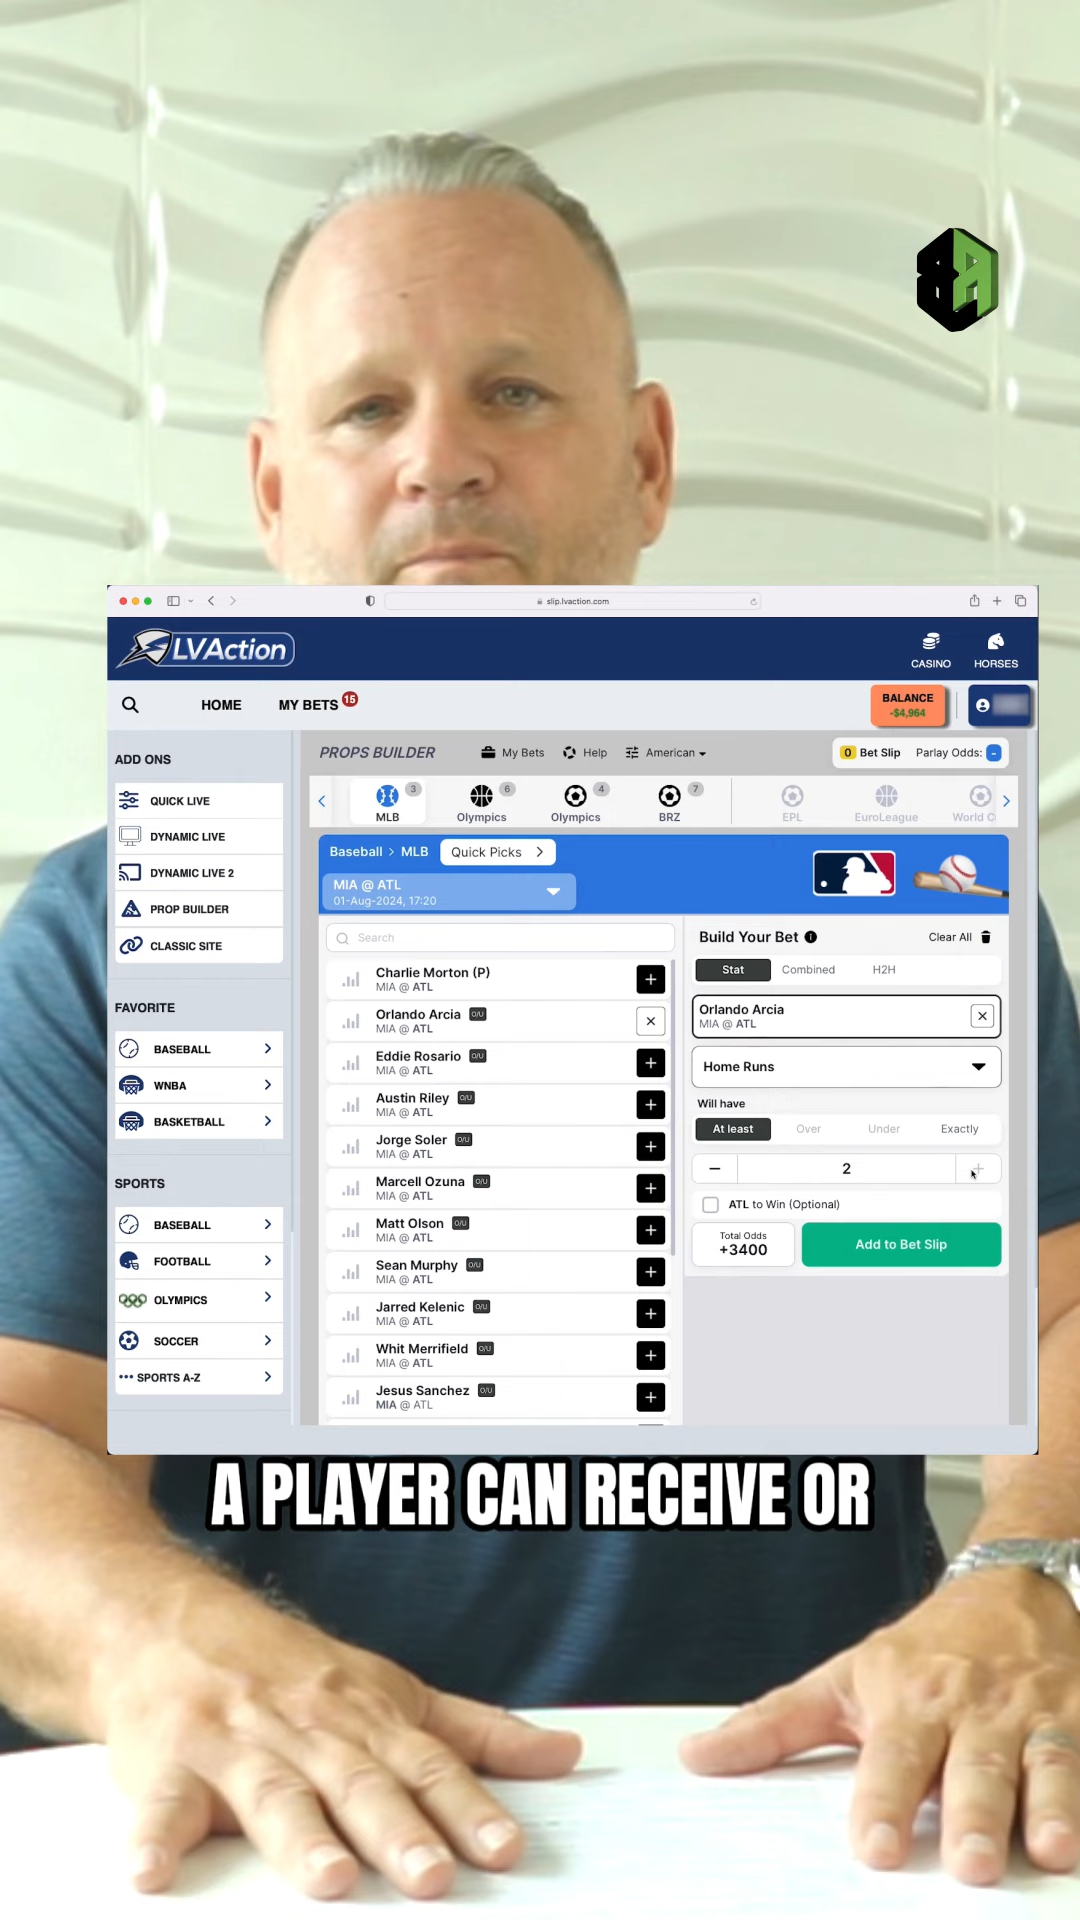 slip.lvaction.com
LVAction
CASINO
HORSES
HOME
MY BETS
15
BALANCE
-$4,964
ADD ONS
QUICK LIVE
DYNAMIC LIVE
DYNAMIC LIVE 2
PROP BUILDER
CLASSIC SITE
FAVORITE
BASEBALL
WNBA
BASKETBALL
SPORTS
BASEBALL
FOOTBALL
OLYMPICS
SOCCER
SPORTS A-Z
PROPS BUILDER
My Bets
Help
American
0 Bet Slip
Parlay Odds: -
MLB
3
Olympics
6
Olympics
4
BRZ
7
EPL
EuroLeague
World C
Baseball > MLB
Quick Picks
MIA @ ATL
01-Aug-2024, 17:20
Search
Charlie Morton (P)
MIA @ ATL
Orlando Arcia O/U
MIA @ ATL
Eddie Rosario O/U
MIA @ ATL
Austin Riley O/U
MIA @ ATL
Jorge Soler O/U
MIA @ ATL
Marcell Ozuna O/U
MIA @ ATL
Matt Olson O/U
MIA @ ATL
Sean Murphy O/U
MIA @ ATL
Jarred Kelenic O/U
MIA @ ATL
Whit Merrifield O/U
MIA @ ATL
Jesus Sanchez O/U
MIA @ ATL
Build Your Bet
Clear All
Stat
Combined
H2H
Orlando Arcia
MIA @ ATL
Home Runs
Will have
At least
Over
Under
Exactly
2
ATL to Win (Optional)
Total Odds
+3400
Add to Bet Slip
A PLAYER CAN RECEIVE OR